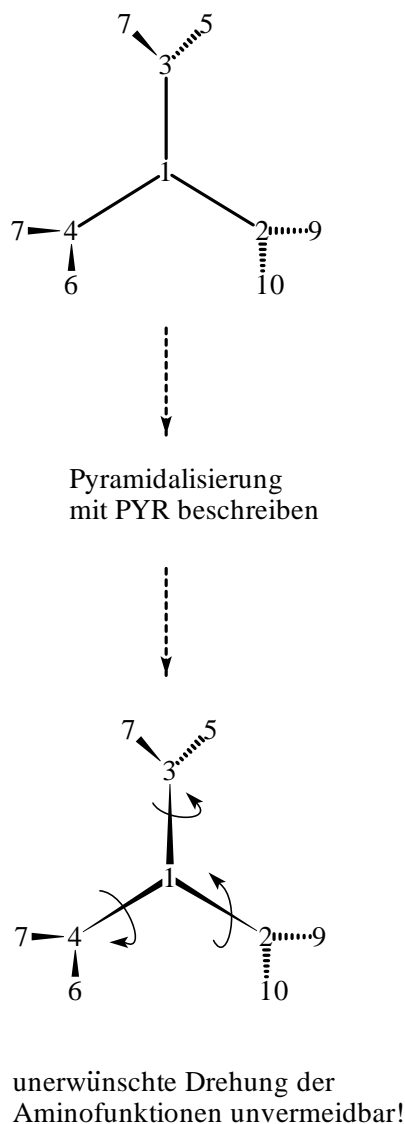 7 5
3
1
7 4 2 9
6 10
Pyramidalisierung
mit PYR beschreiben
7 5
3
1
7 4 2 9
6 10
unerwünschte Drehung der
Aminofunktionen unvermeidbar!